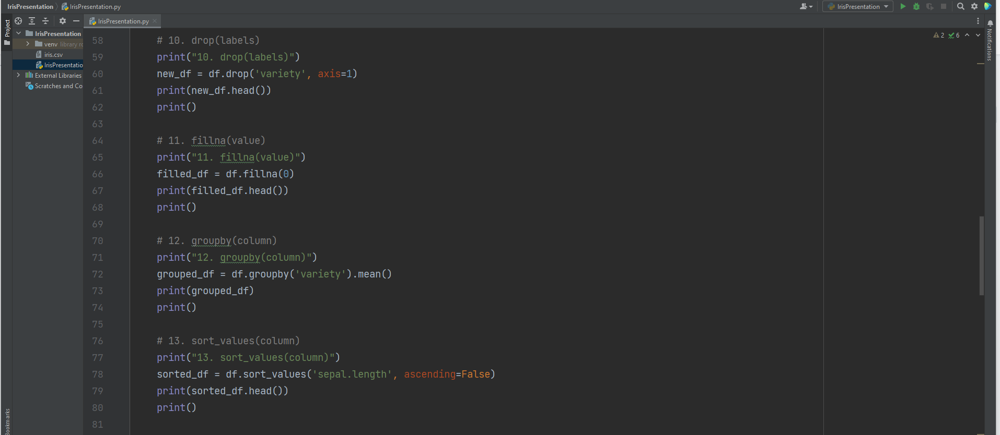 IrisPresentation
IrisPresentation.py
IrisPresentation
Project
IrisPresentation.py
IrisPresentation
venv library ro
iris.csv
IrisPresentatio
External Libraries
Scratches and Co
Bookmarks
Notifications
2 6
58 # 10. drop(labels)
59 print("10. drop(labels)")
60 new_df = df.drop('variety', axis=1)
61 print(new_df.head())
62 print()
63
64 # 11. fillna(value)
65 print("11. fillna(value)")
66 filled_df = df.fillna(0)
67 print(filled_df.head())
68 print()
69
70 # 12. groupby(column)
71 print("12. groupby(column)")
72 grouped_df = df.groupby('variety').mean()
73 print(grouped_df)
74 print()
75
76 # 13. sort_values(column)
77 print("13. sort_values(column)")
78 sorted_df = df.sort_values('sepal.length', ascending=False)
79 print(sorted_df.head())
80 print()
81